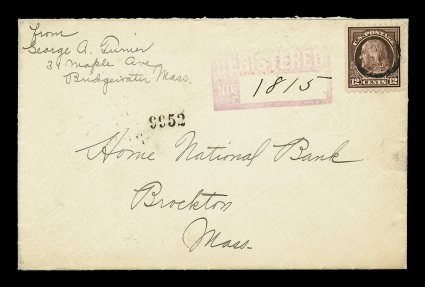 from
George A. Turner
3 Maple Ave
Bridgewater Mass.
REGISTERED
No. 1815
U.S. POSTAGE
12 CENTS 12
9952
Home National Bank
Brockton
Mass.